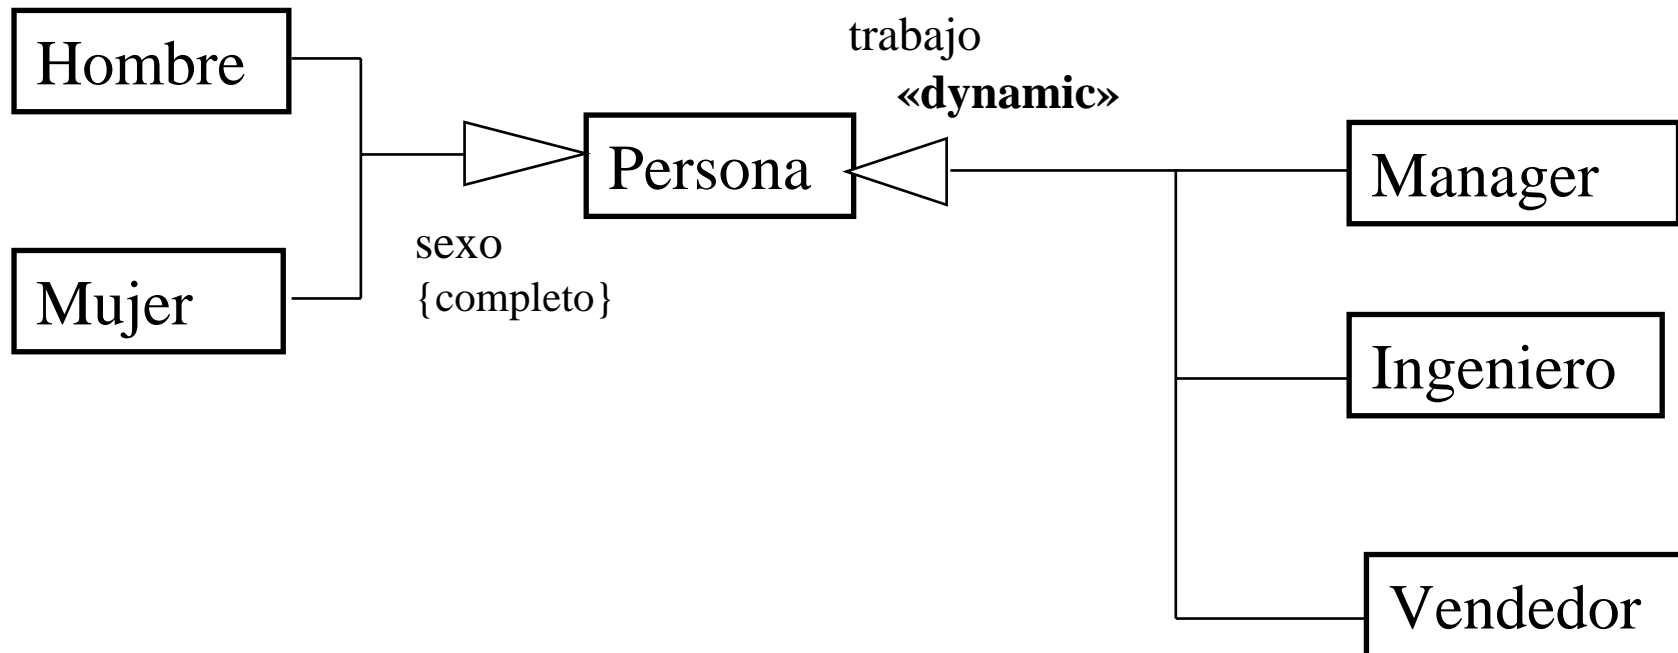 Hombre
trabajo
«dynamic»
Persona
Manager
sexo
{completo}
Mujer
Ingeniero
Vendedor